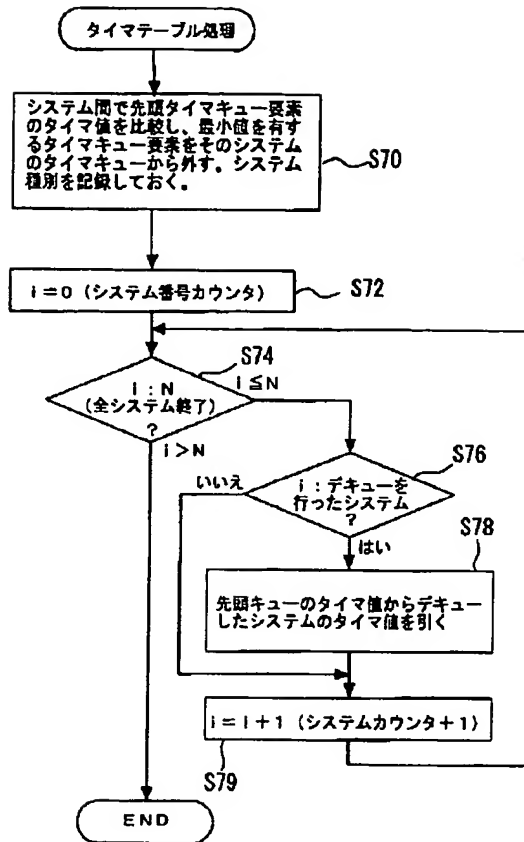 タイマテーブル処理
システム間で先頭タイマキュー要素
のタイマ値を比較し、最小値を有す
るタイマキュー要素をそのシステム
のタイマキューから外す。システム
種別を記録しておく。
S70
i=0(システム番号カウンタ)
S72
S74
i:N
(全システム終了)
?
i≦N
i>N
S76
i:デキューを
行ったシステム
?
いいえ
はい
S78
先頭キューのタイマ値からデキュー
したシステムのタイマ値を引く
i=i+1(システムカウンタ+1)
S79
END